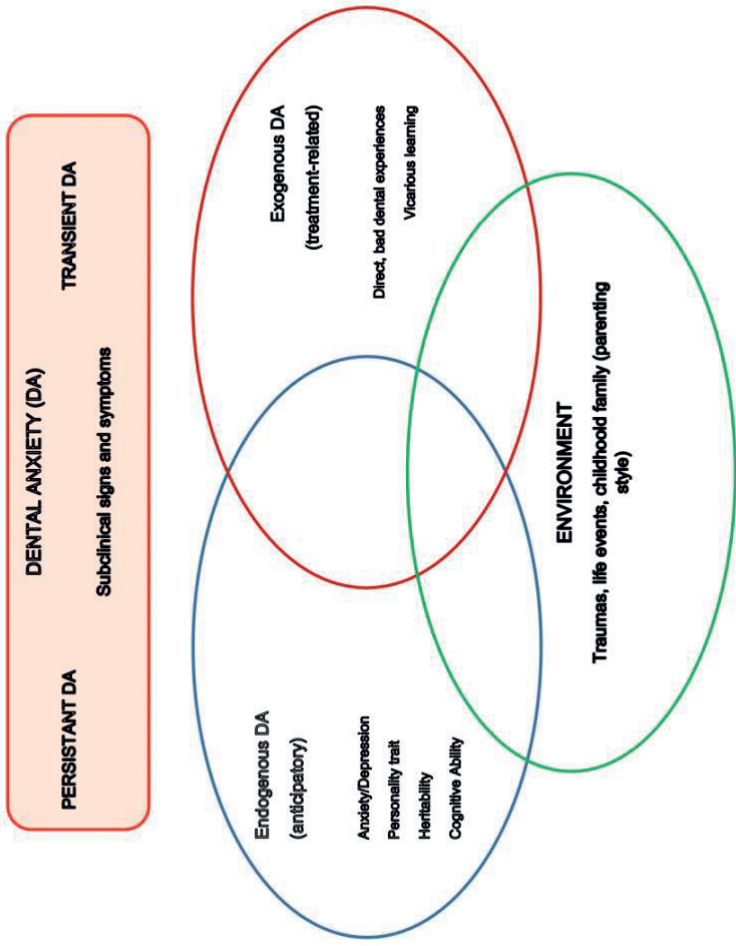 DENTAL ANXIETY (DA)
PERSISTANT DA
TRANSIENT DA
Subclinical signs and symptoms
Endogenous DA
(anticipatory)
Anxiety/Depression
Personality trait
Heritability
Cognitive Ability
Exogenous DA
(treatment-related)
Direct, bad dental experiences
Vicarious learning
ENVIRONMENT
Traumas, life events, childhoold family (parenting
style)